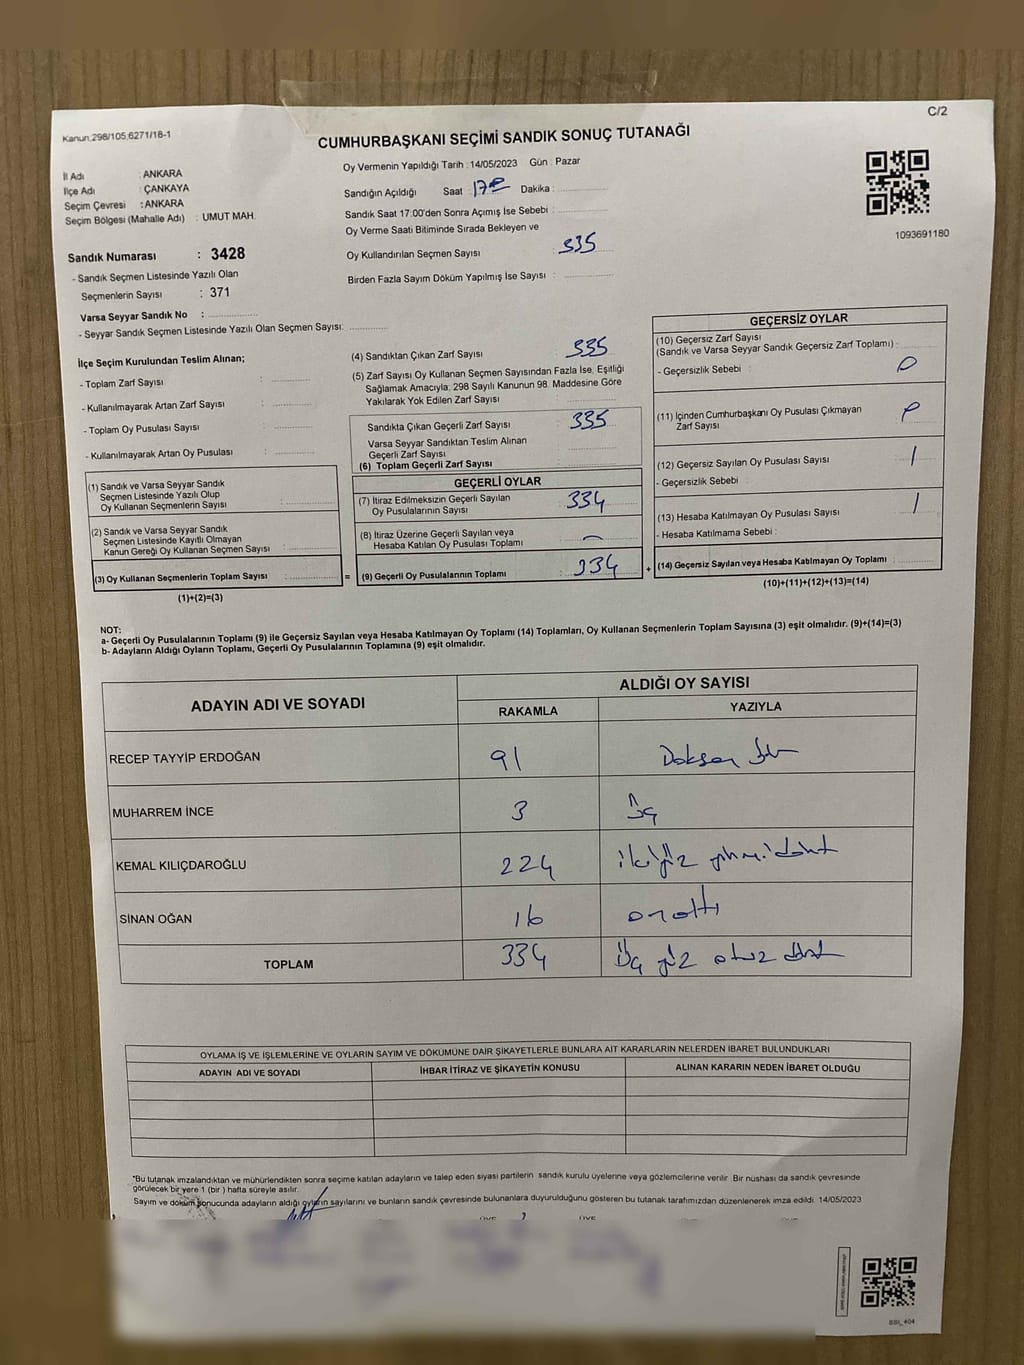 C/2
Kanun:298/105,6271/18-1
CUMHURBAŞKANI SEÇİMİ SANDIK SONUÇ TUTANAĞI
İl Adı : ANKARA
İlçe Adı : ÇANKAYA
Seçim Çevresi : ANKARA
Seçim Bölgesi (Mahalle Adı) : UMUT MAH.
Sandık Numarası : 3428
- Sandık Seçmen Listesinde Yazılı Olan
Seçmenlerin Sayısı : 371
Varsa Seyyar Sandık No :
- Seyyar Sandık Seçmen Listesinde Yazılı Olan Seçmen Sayısı:
Oy Vermenin Yapıldığı Tarih : 14/05/2023 Gün : Pazar
Sandığın Açıldığı Saat 17 Dakika :
Sandık Saat 17:00'den Sonra Açımış İse Sebebi :
Oy Verme Saati Bitiminde Sırada Bekleyen ve
Oy Kullandırılan Seçmen Sayısı : 335
Birden Fazla Sayım Döküm Yapılmış İse Sayısı :
1093691180
İlçe Seçim Kurulundan Teslim Alınan;
- Toplam Zarf Sayısı :
- Kullanılmayarak Artan Zarf Sayısı :
- Toplam Oy Pusulası Sayısı :
- Kullanılmayarak Artan Oy Pusulası :
(1) Sandık ve Varsa Seyyar Sandık
Seçmen Listesinde Yazılı Olup
Oy Kullanan Seçmenlerin Sayısı :
(2) Sandık ve Varsa Seyyar Sandık
Seçmen Listesinde Kayıtlı Olmayan
Kanun Gereği Oy Kullanan Seçmen Sayısı :
(3) Oy Kullanan Seçmenlerin Toplam Sayısı : =
(1)+(2)=(3)
(4) Sandıktan Çıkan Zarf Sayısı : 335
(5) Zarf Sayısı Oy Kullanan Seçmen Sayısından Fazla İse, Eşitliği
Sağlamak Amacıyla; 298 Sayılı Kanunun 98. Maddesine Göre
Yakılarak Yok Edilen Zarf Sayısı :
Sandıkta Çıkan Geçerli Zarf Sayısı : 335
Varsa Seyyar Sandıktan Teslim Alınan
Geçerli Zarf Sayısı :
(6) Toplam Geçerli Zarf Sayısı :
GEÇERLİ OYLAR
(7) İtiraz Edilmeksizin Geçerli Sayılan
Oy Pusulalarının Sayısı : 334
(8) İtiraz Üzerine Geçerli Sayılan veya
Hesaba Katılan Oy Pusulası Toplamı :
(9) Geçerli Oy Pusulalarının Toplamı : 334 +
GEÇERSİZ OYLAR
(10) Geçersiz Zarf Sayısı
(Sandık ve Varsa Seyyar Sandık Geçersiz Zarf Toplamı) :
- Geçersizlik Sebebi : 0
(11) İçinden Cumhurbaşkanı Oy Pusulası Çıkmayan
Zarf Sayısı :
(12) Geçersiz Sayılan Oy Pusulası Sayısı : 1
- Geçersizlik Sebebi :
(13) Hesaba Katılmayan Oy Pusulası Sayısı : 1
- Hesaba Katılmama Sebebi :
(14) Geçersiz Sayılan veya Hesaba Katılmayan Oy Toplamı :
(10)+(11)+(12)+(13)=(14)
NOT:
a- Geçerli Oy Pusulalarının Toplamı (9) ile Geçersiz Sayılan veya Hesaba Katılmayan Oy Toplamı (14) Toplamları, Oy Kullanan Seçmenlerin Toplam Sayısına (3) eşit olmalıdır. (9)+(14)=(3)
b- Adayların Aldığı Oyların Toplamı, Geçerli Oy Pusulalarının Toplamına (9) eşit olmalıdır.
ADAYIN ADI VE SOYADI
ALDIĞI OY SAYISI
RAKAMLA YAZIYLA
RECEP TAYYİP ERDOĞAN 91 Doksan bir
MUHARREM İNCE 3 üç
KEMAL KILIÇDAROĞLU 224 ikiyüz yirmi dört
SİNAN OĞAN 16 onaltı
TOPLAM 334 üç yüz otuz dört
OYLAMA İŞ VE İŞLEMLERİNE VE OYLARIN SAYIM VE DÖKÜMÜNE DAİR ŞİKAYETLERLE BUNLARA AİT KARARLARIN NELERDEN İBARET BULUNDUKLARI
ADAYIN ADI VE SOYADI İHBAR İTİRAZ VE ŞİKAYETİN KONUSU ALINAN KARARIN NEDEN İBARET OLDUĞU
*Bu tutanak imzalandıktan ve mühürlendikten sonra seçime katılan adayların ve talep eden siyasi partilerin sandık kurulu üyelerine veya gözlemcilerine verilir. Bir nüshası da sandık çevresinde
görülecek bir yere 1 (bir ) hafta süreyle asılır.
Sayım ve döküm sonucunda adayların aldığı oyların sayılarını ve bunların sandık çevresinde bulunanlara duyurulduğunu gösteren bu tutanak tarafımızdan düzenlenerek imza edildi. 14/05/2023
BBI_404